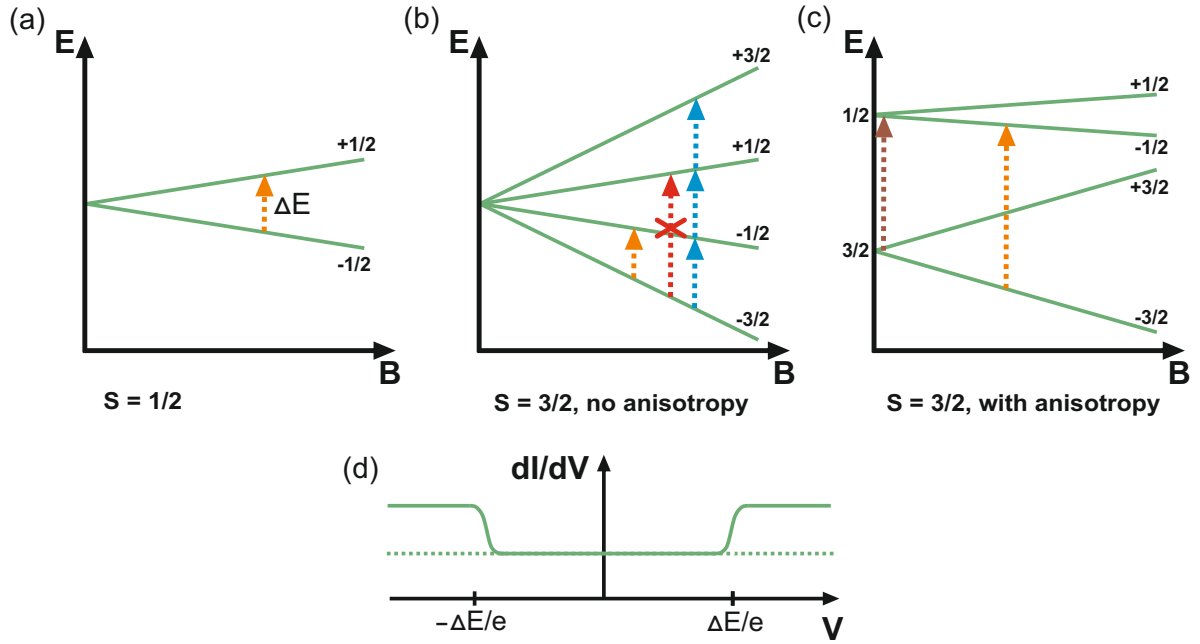 (a)
E
+1/2
ΔE
-1/2
B
S = 1/2
(b)
E
+3/2
+1/2
-1/2
-3/2
B
S = 3/2, no anisotropy
(c)
E
+1/2
1/2
-1/2
+3/2
3/2
-3/2
B
S = 3/2, with anisotropy
(d)
dI/dV
-ΔE/e
ΔE/e
V